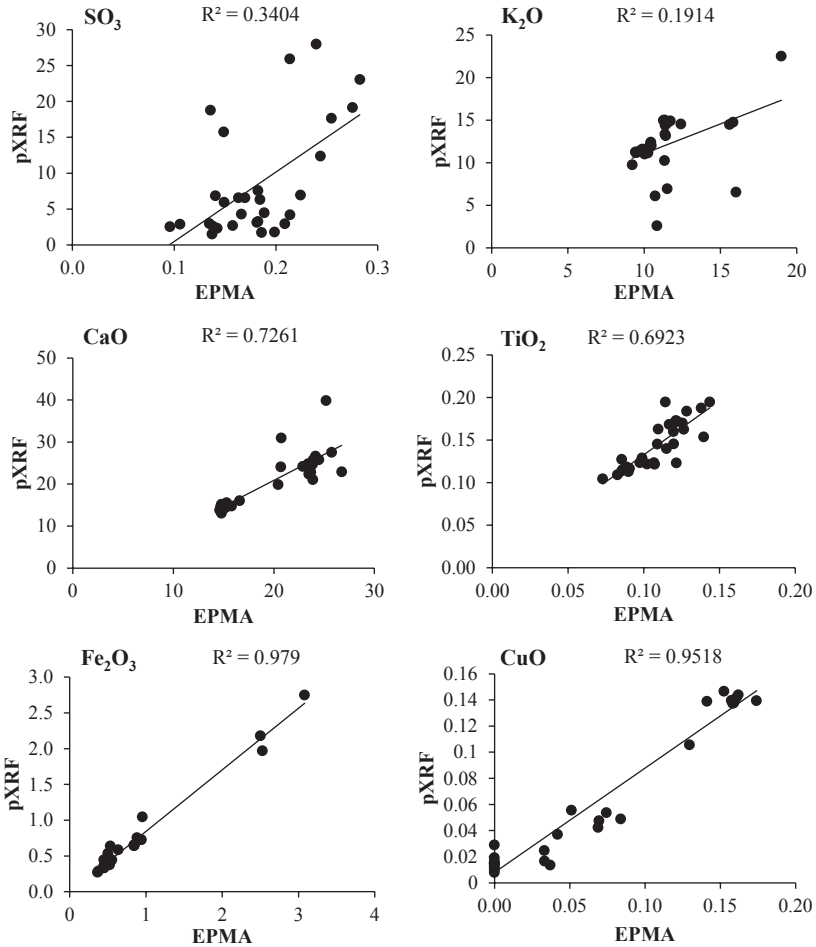 SO₃ R² = 0.3404
30
25
20
15
10
5
0
pXRF
0.0 0.1 0.2 0.3
EPMA
K₂O R² = 0.1914
25
20
15
10
5
0
pXRF
0 5 10 15 20
EPMA
CaO R² = 0.7261
50
40
30
20
10
0
pXRF
0 10 20 30
EPMA
TiO₂ R² = 0.6923
0.25
0.20
0.15
0.10
0.05
0.00
pXRF
0.00 0.05 0.10 0.15 0.20
EPMA
Fe₂O₃ R² = 0.979
3.0
2.5
2.0
1.5
1.0
0.5
0.0
pXRF
0 1 2 3 4
EPMA
CuO R² = 0.9518
0.16
0.14
0.12
0.1
0.08
0.06
0.04
0.02
0
pXRF
0.00 0.05 0.10 0.15 0.20
EPMA